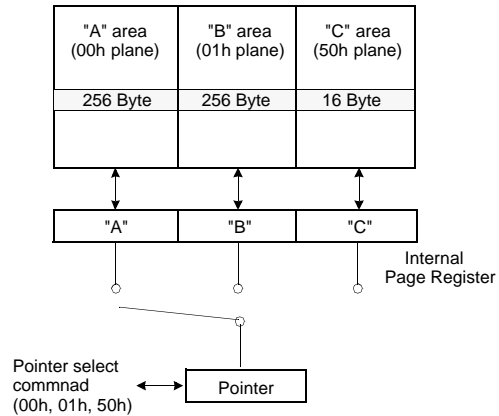 "A" area "B" area "C" area
(00h plane) (01h plane) (50h plane)
256 Byte 256 Byte 16 Byte
"A" "B" "C"
Internal
Page Register
Pointer select
commnad
(00h, 01h, 50h)
Pointer